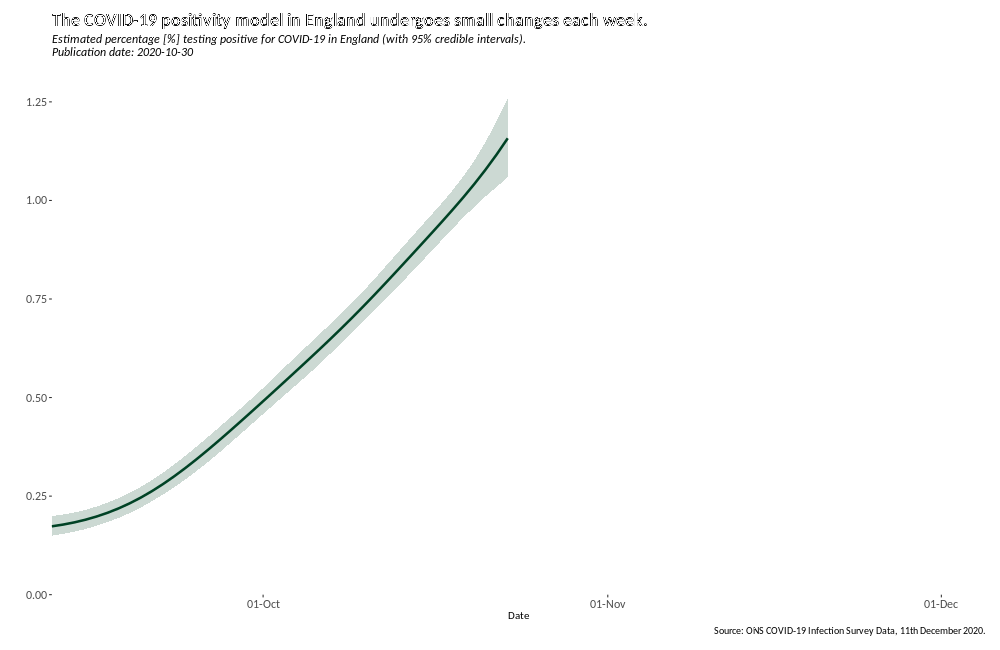 The COVID-19 positivity model in England undergoes small changes each week.
Estimated percentage [%] testing positive for COVID-19 in England (with 95% credible intervals).
Publication date: 2020-10-30
1.25
1.00
0.75
0.50
0.25
0.00
01-Oct 01-Nov 01-Dec
Date
Source: ONS COVID-19 Infection Survey Data, 11th December 2020.